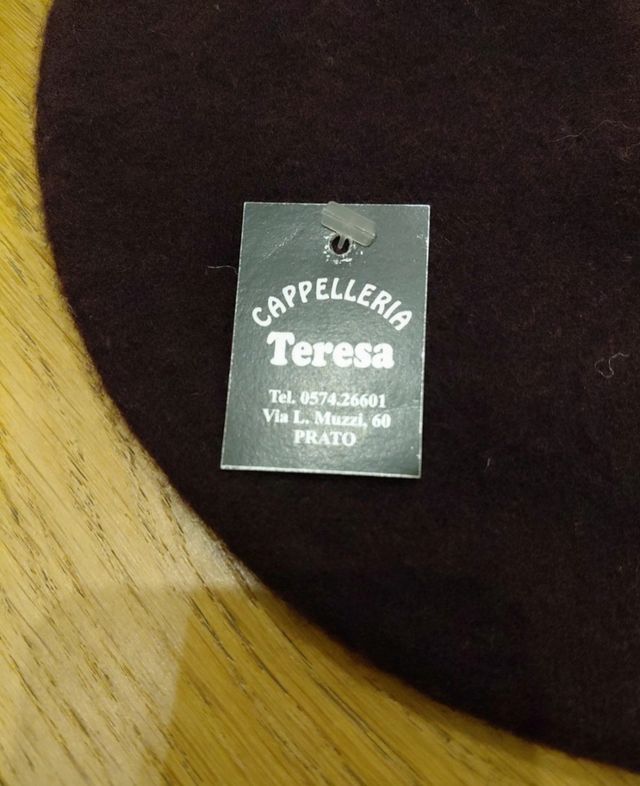 CAPPELLERIA
Teresa
Tel. 0574.26601
Via L. Muzzi, 60
PRATO